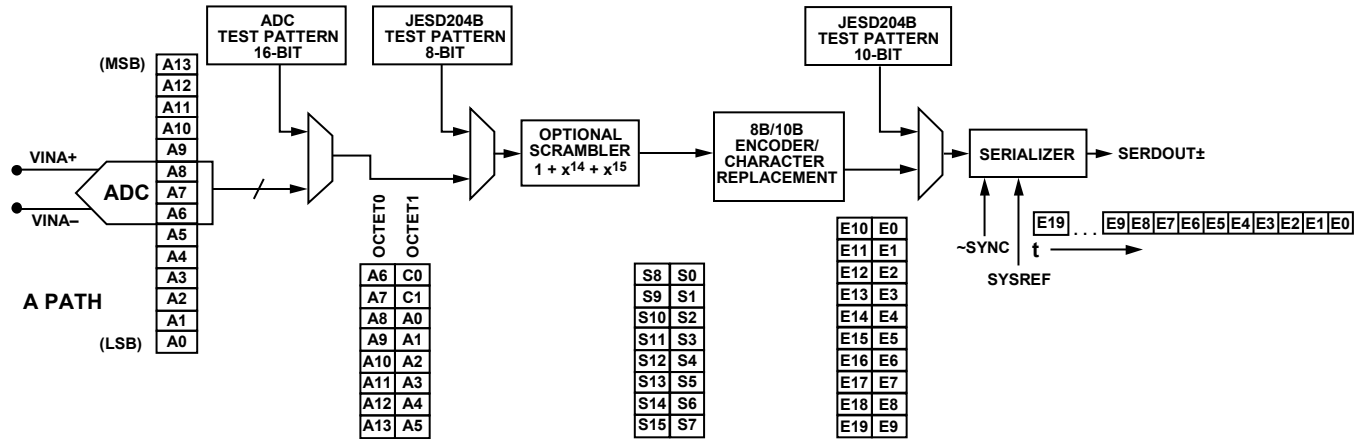 ADC
TEST PATTERN
16-BIT
JESD204B
TEST PATTERN
8-BIT
JESD204B
TEST PATTERN
10-BIT
(MSB)
A13
A12
A11
A10
A9
A8
A7
A6
A5
A4
A3
A2
A1
A0
(LSB)
VINA+
ADC
VINA–
A PATH
OCTET0
OCTET1
A6 C0
A7 C1
A8 A0
A9 A1
A10 A2
A11 A3
A12 A4
A13 A5
OPTIONAL
SCRAMBLER
1 + x14 + x15
S8 S0
S9 S1
S10 S2
S11 S3
S12 S4
S13 S5
S14 S6
S15 S7
8B/10B
ENCODER/
CHARACTER
REPLACEMENT
E10 E0
E11 E1
E12 E2
E13 E3
E14 E4
E15 E5
E16 E6
E17 E7
E18 E8
E19 E9
SERIALIZER
SERDOUT±
~SYNC
SYSREF
E19 . . . E9 E8 E7 E6 E5 E4 E3 E2 E1 E0
t